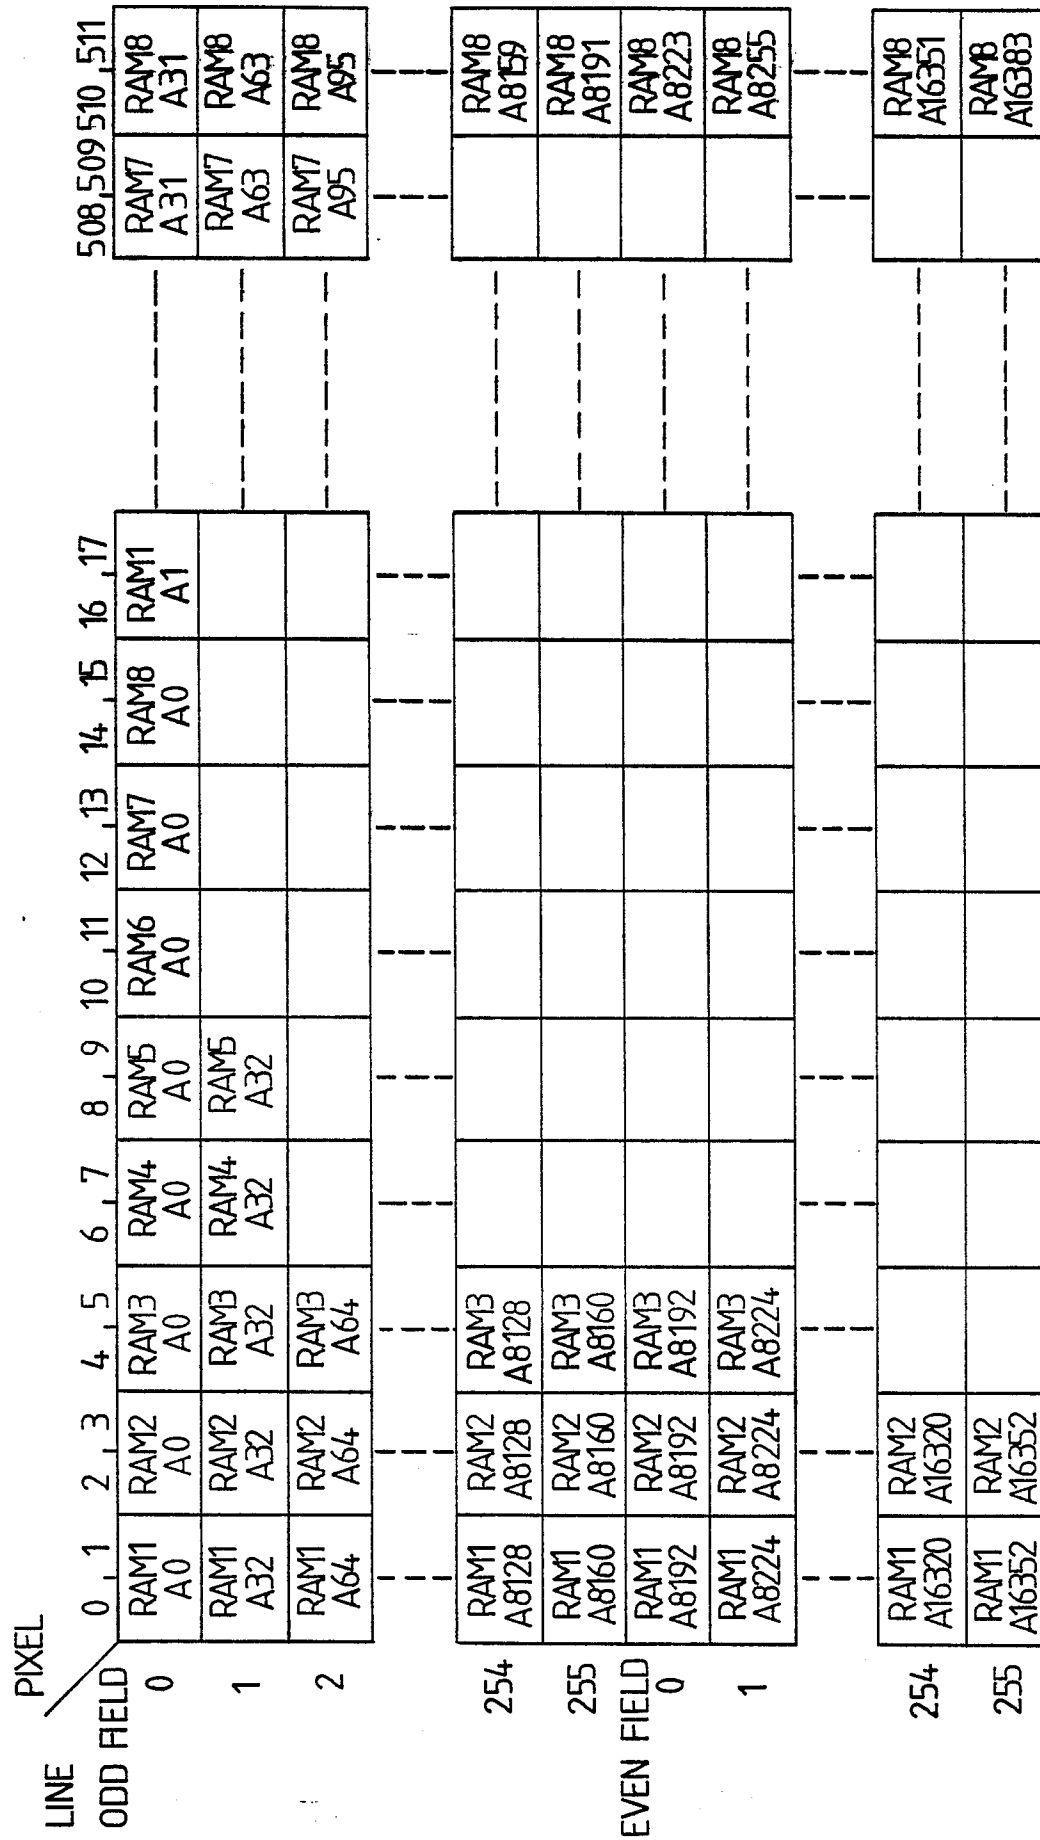 PIXEL
LINE
0 , 1 2 , 3 4 , 5 6 , 7 8 , 9 10 , 11 12 , 13 14 , 15 16 , 17 508,509 510,511
ODD FIELD
0
RAM1 A0
RAM2 A0
RAM3 A0
RAM4 A0
RAM5 A0
RAM6 A0
RAM7 A0
RAM8 A0
RAM1 A1
RAM7 A31
RAM8 A31
1
RAM1 A32
RAM2 A32
RAM3 A32
RAM4 A32
RAM5 A32
RAM7 A63
RAM8 A63
2
RAM1 A64
RAM2 A64
RAM3 A64
RAM7 A95
RAM8 A95
254
RAM1 A8128
RAM2 A8128
RAM3 A8128
RAM8 A8159
255
RAM1 A8160
RAM2 A8160
RAM3 A8160
RAM8 A8191
EVEN FIELD
0
RAM1 A8192
RAM2 A8192
RAM3 A8192
RAM8 A8223
1
RAM1 A8224
RAM2 A8224
RAM3 A8224
RAM8 A8255
254
RAM1 A16320
RAM2 A16320
RAM8 A16351
255
RAM1 A16352
RAM2 A16352
RAM8 A16383